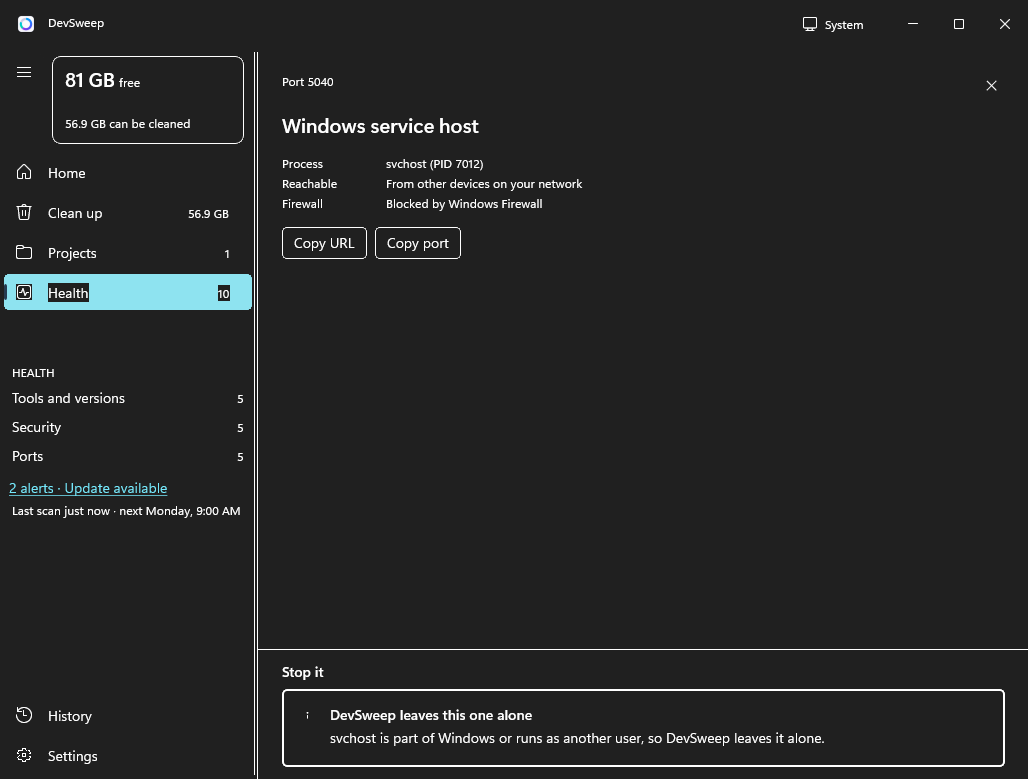 DevSweep
System
81 GB free
56.9 GB can be cleaned
Home
Clean up 56.9 GB
Projects 1
Health 10
HEALTH
Tools and versions 5
Security 5
Ports 5
2 alerts · Update available
Last scan just now · next Monday, 9:00 AM
History
Settings
Port 5040
Windows service host
Process svchost (PID 7012)
Reachable From other devices on your network
Firewall Blocked by Windows Firewall
Copy URL Copy port
Stop it
DevSweep leaves this one alone
svchost is part of Windows or runs as another user, so DevSweep leaves it alone.